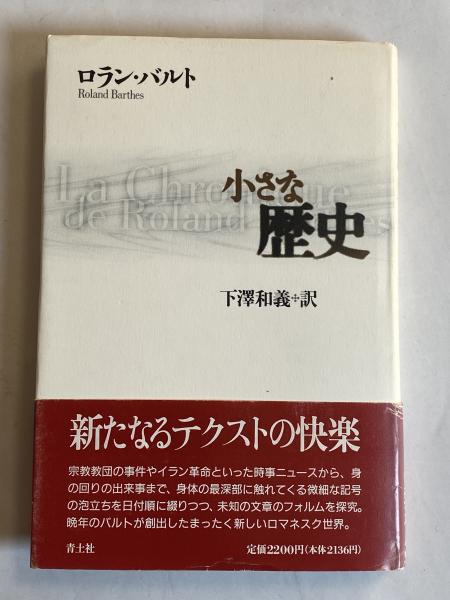 ロラン・バルト
Roland Barthes
La Chronique
de Roland Barthes
小さな
歴史
下澤和義✣訳
新たなるテクストの快楽
宗教教団の事件やイラン革命といった時事ニュースから、身
の回りの出来事まで、身体の最深部に触れてくる微細な記号
の泡立ちを日付順に綴りつつ、未知の文章のフォルムを探究。
晩年のバルトが創出したまったく新しいロマネスク世界。
青土社
定価2200円(本体2136円)